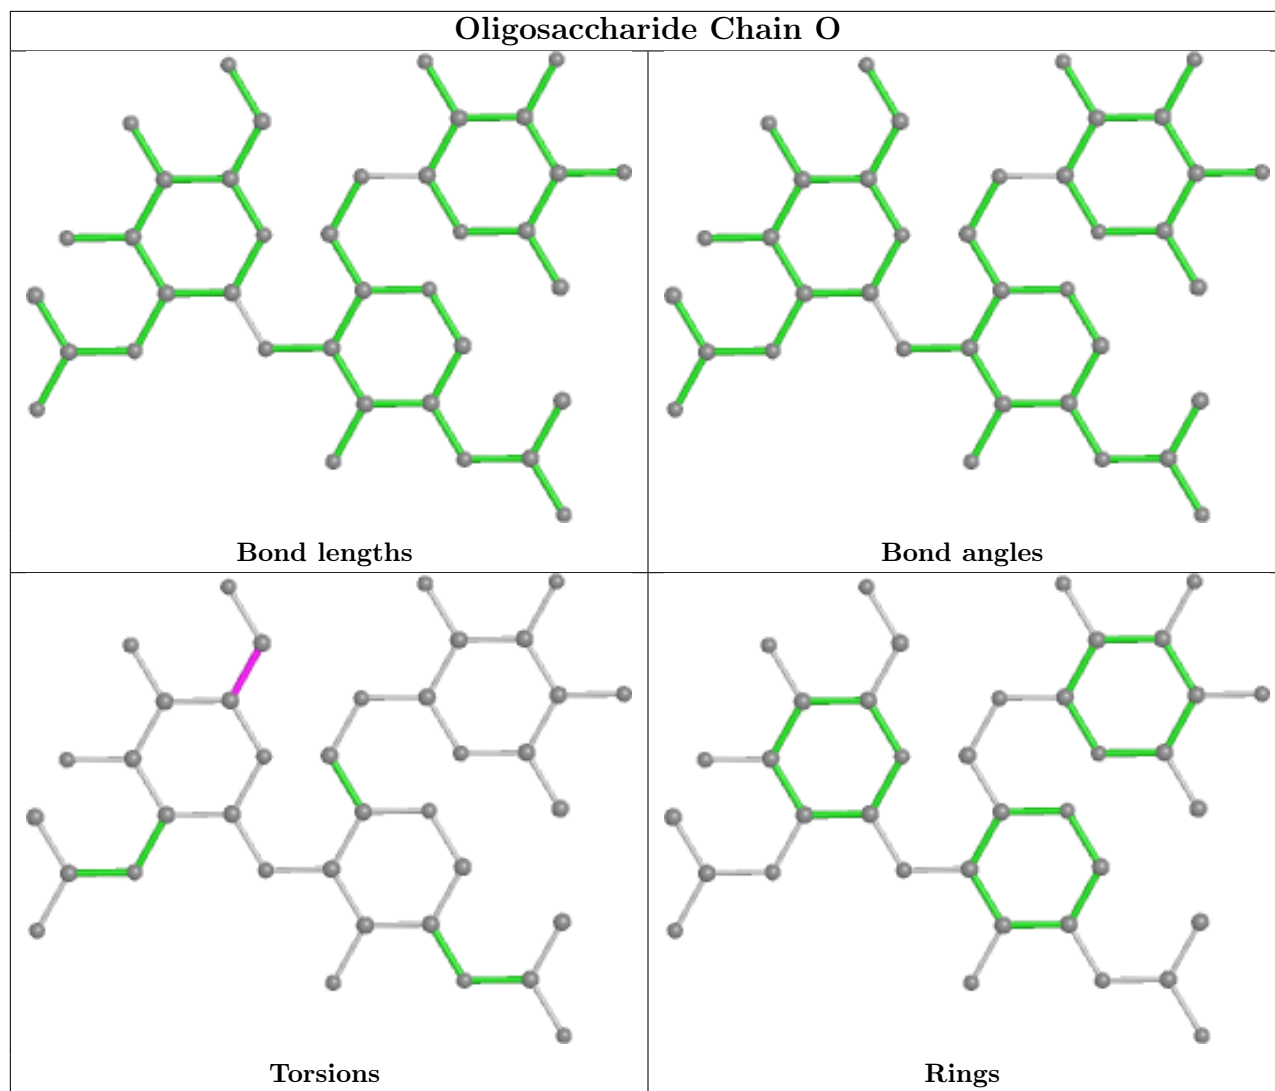 Oligosaccharide Chain O
Bond lengths
Bond angles
Torsions
Rings